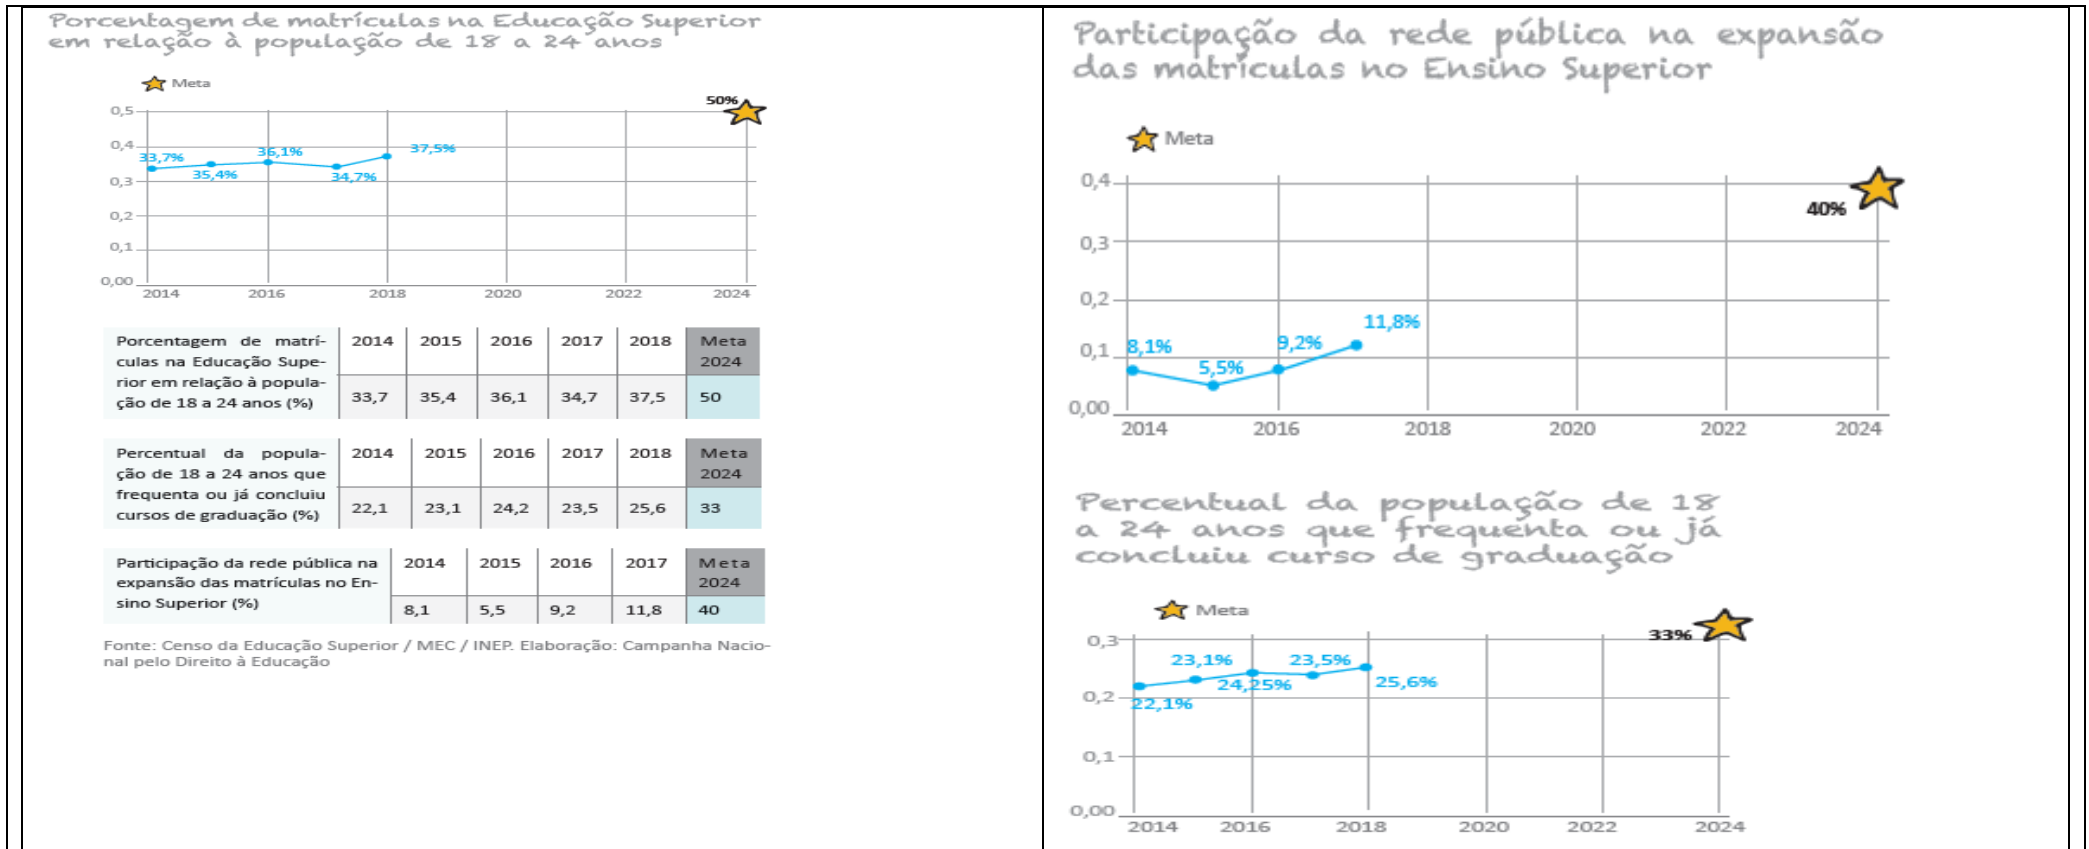 Porcentagem de matrículas na Educação Superior
em relação à população de 18 a 24 anos
Meta
50%
0,5
0,4
0,3
0,2
0,1
0,00
33,7%
35,4%
36,1%
34,7%
37,5%
2014 2016 2018 2020 2022 2024
Porcentagem de matrí-
culas na Educação Supe-
rior em relação à popula-
ção de 18 a 24 anos (%)
2014 2015 2016 2017 2018 Meta
2024
33,7 35,4 36,1 34,7 37,5 50
Percentual da popula-
ção de 18 a 24 anos que
frequenta ou já concluiu
cursos de graduação (%)
2014 2015 2016 2017 2018 Meta
2024
22,1 23,1 24,2 23,5 25,6 33
Participação da rede pública na
expansão das matrículas no En-
sino Superior (%)
2014 2015 2016 2017 Meta
2024
8,1 5,5 9,2 11,8 40
Fonte: Censo da Educação Superior / MEC / INEP. Elaboração: Campanha Nacio-
nal pelo Direito à Educação
Participação da rede pública na expansão
das matrículas no Ensino Superior
Meta
40%
0,4
0,3
0,2
0,1
0,00
8,1%
5,5%
9,2%
11,8%
2014 2016 2018 2020 2022 2024
Percentual da população de 18
a 24 anos que frequenta ou já
concluiu curso de graduação
Meta
33%
0,3
0,2
0,1
0,00
22,1%
23,1%
24,25%
23,5%
25,6%
2014 2016 2018 2020 2022 2024